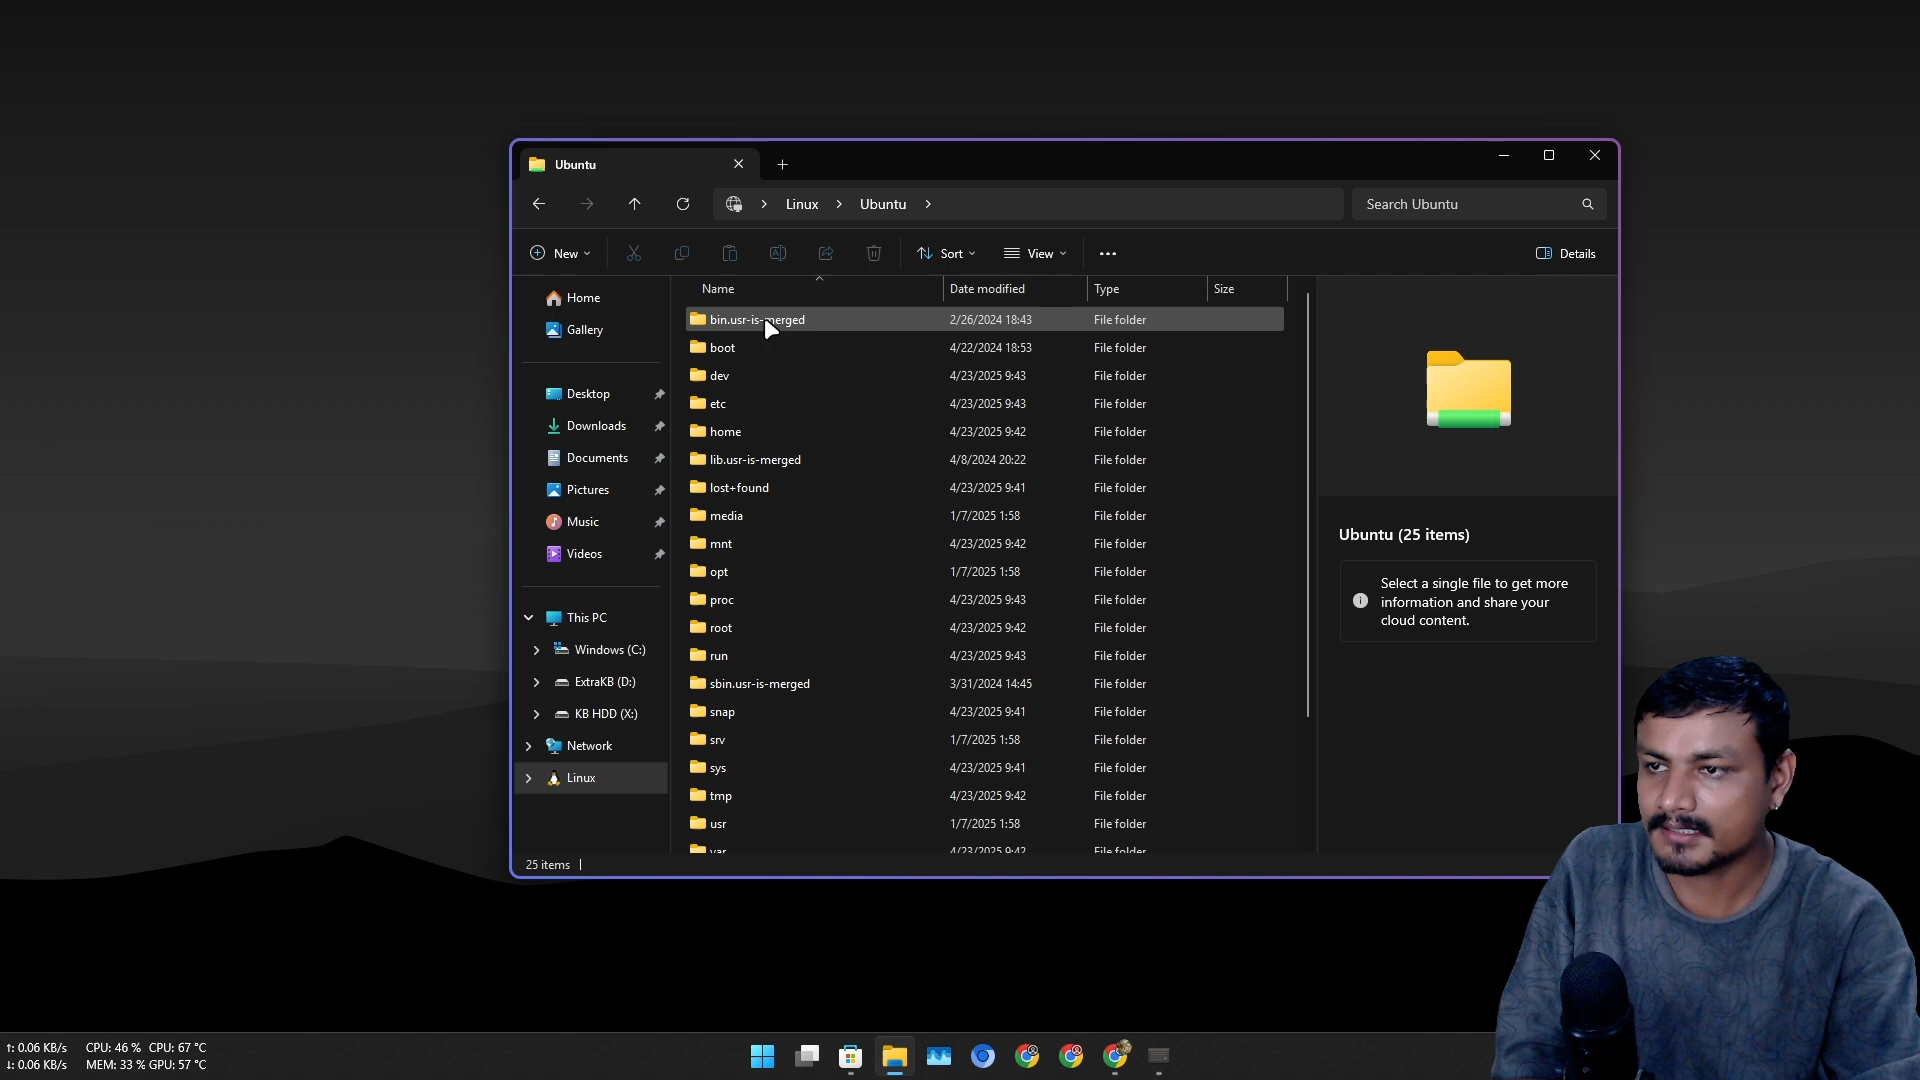 Ubuntu
Linux Ubuntu Search Ubuntu
New Sort View Details
Home
Gallery
Desktop
Downloads
Documents
Pictures
Music
Videos
This PC
Windows (C:)
ExtraKB (D:)
KB HDD (X:)
Network
Linux
Name Date modified Type Size
bin.usr-is-merged 2/26/2024 18:43 File folder
boot 4/22/2024 18:53 File folder
dev 4/23/2025 9:43 File folder
etc 4/23/2025 9:43 File folder
home 4/23/2025 9:42 File folder
lib.usr-is-merged 4/8/2024 20:22 File folder
lost+found 4/23/2025 9:41 File folder
media 1/7/2025 1:58 File folder
mnt 4/23/2025 9:42 File folder
opt 1/7/2025 1:58 File folder
proc 4/23/2025 9:43 File folder
root 4/23/2025 9:42 File folder
run 4/23/2025 9:43 File folder
sbin.usr-is-merged 3/31/2024 14:45 File folder
snap 4/23/2025 9:41 File folder
srv 1/7/2025 1:58 File folder
sys 4/23/2025 9:41 File folder
tmp 4/23/2025 9:42 File folder
usr 1/7/2025 1:58 File folder
var 4/23/2025 9:42 File folder
Ubuntu (25 items)
Select a single file to get more
information and share your
cloud content.
25 items
↑: 0.06 KB/s CPU: 46 % CPU: 67 °C
↓: 0.06 KB/s MEM: 33 % GPU: 57 °C